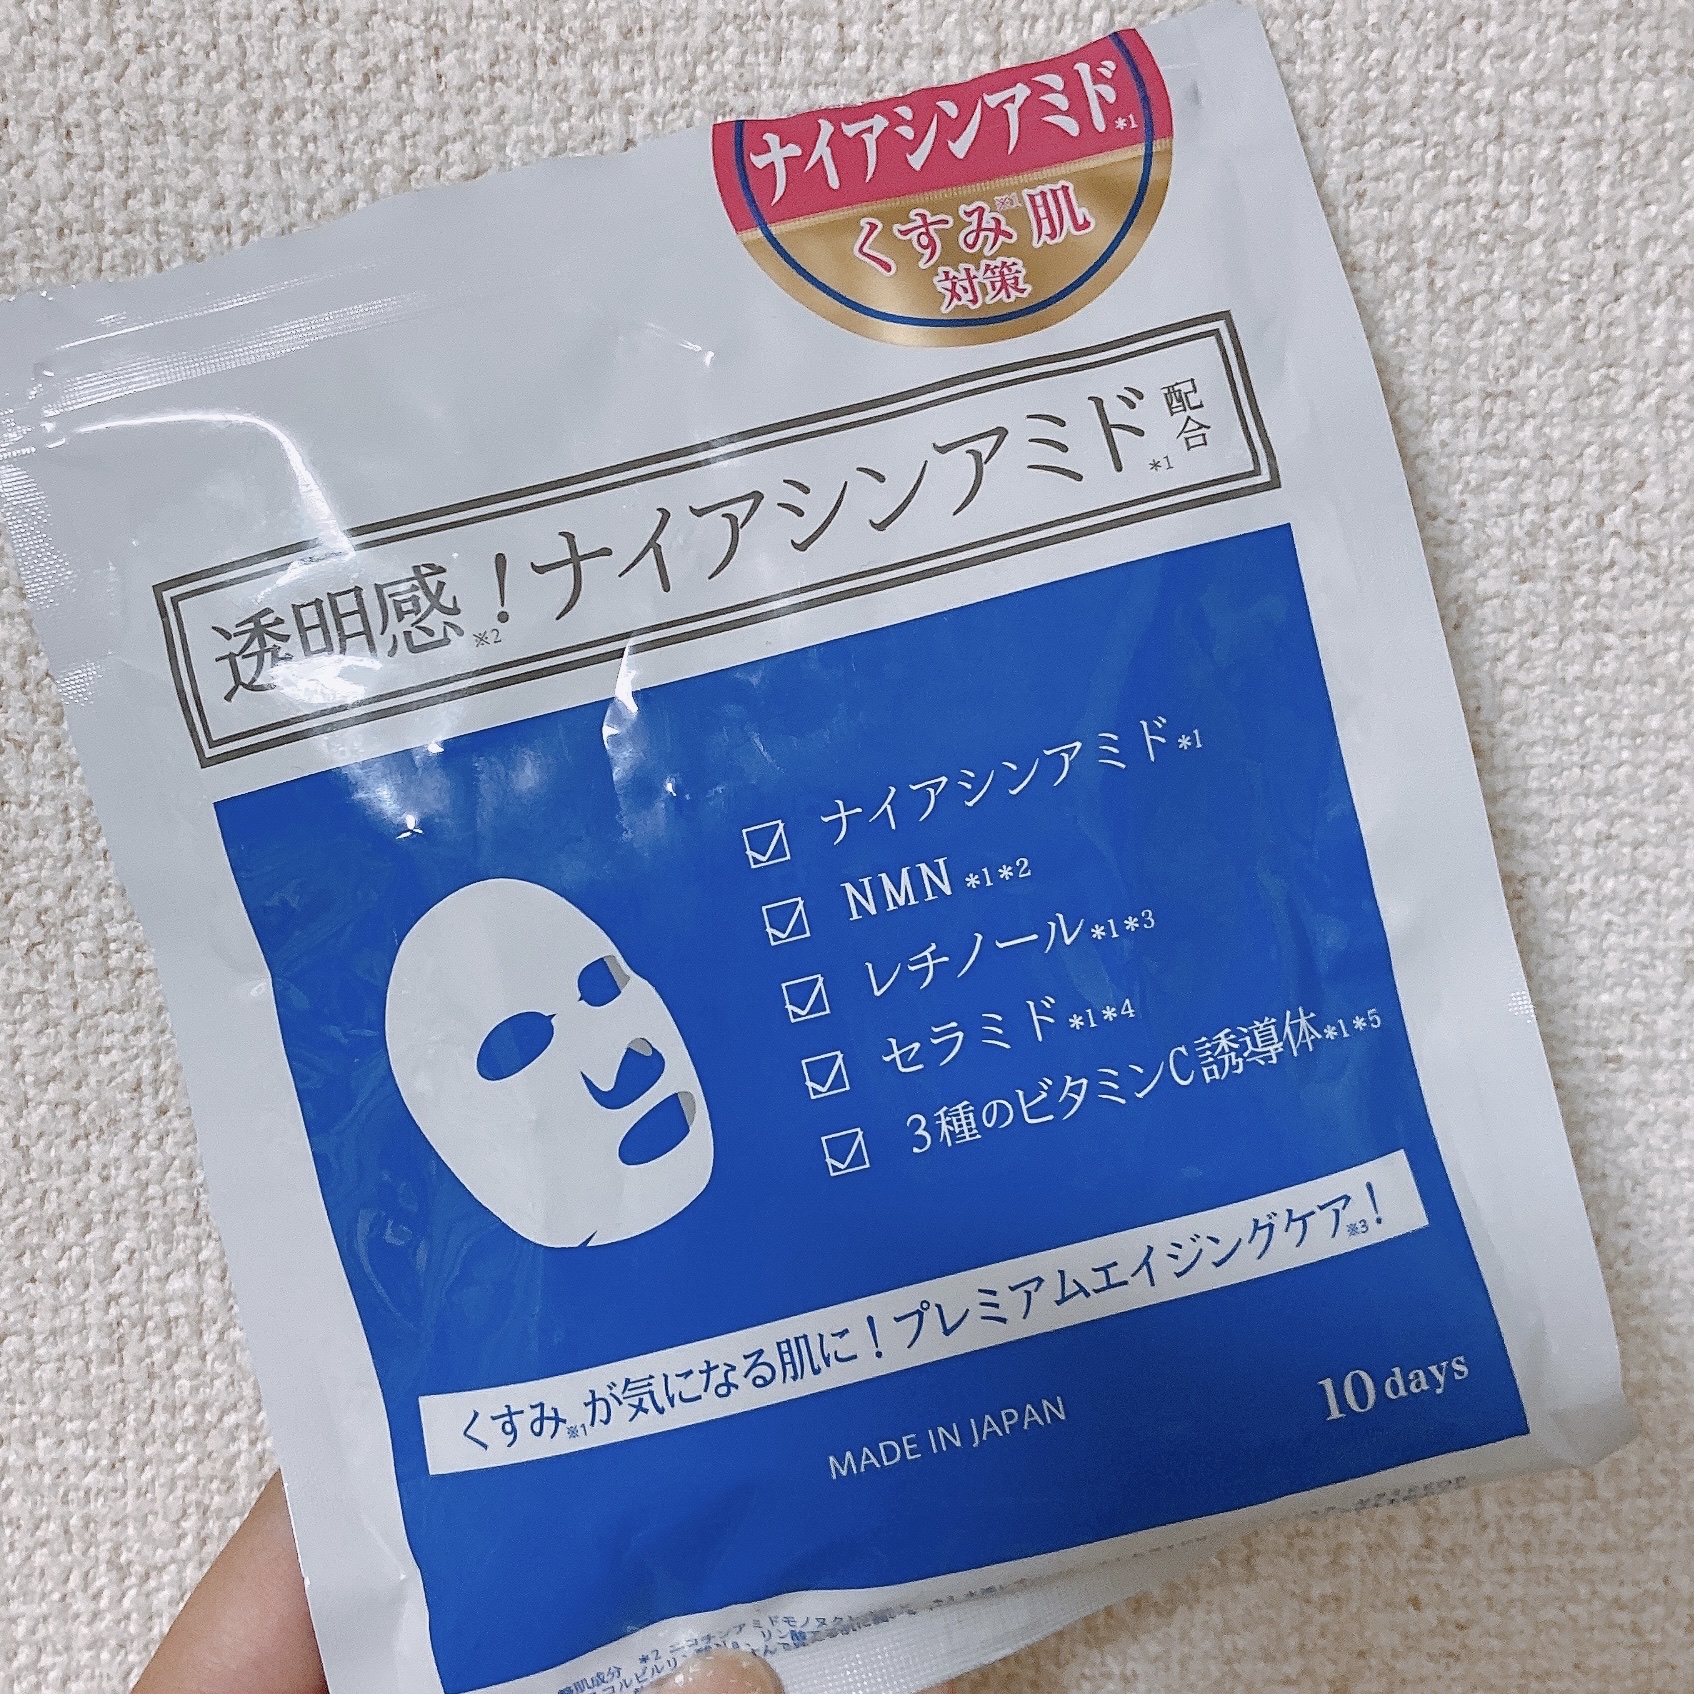 ナイアシンアミド*1
くすみ※1肌
対策
透明感※2！ナイアシンアミド*1配合
ナイアシンアミド*1
NMN*1*2
レチノール*1*3
セラミド*1*4
3種のビタミンC誘導体*1*5
くすみ※1が気になる肌に！プレミアムエイジングケア※3！
MADE IN JAPAN
10days